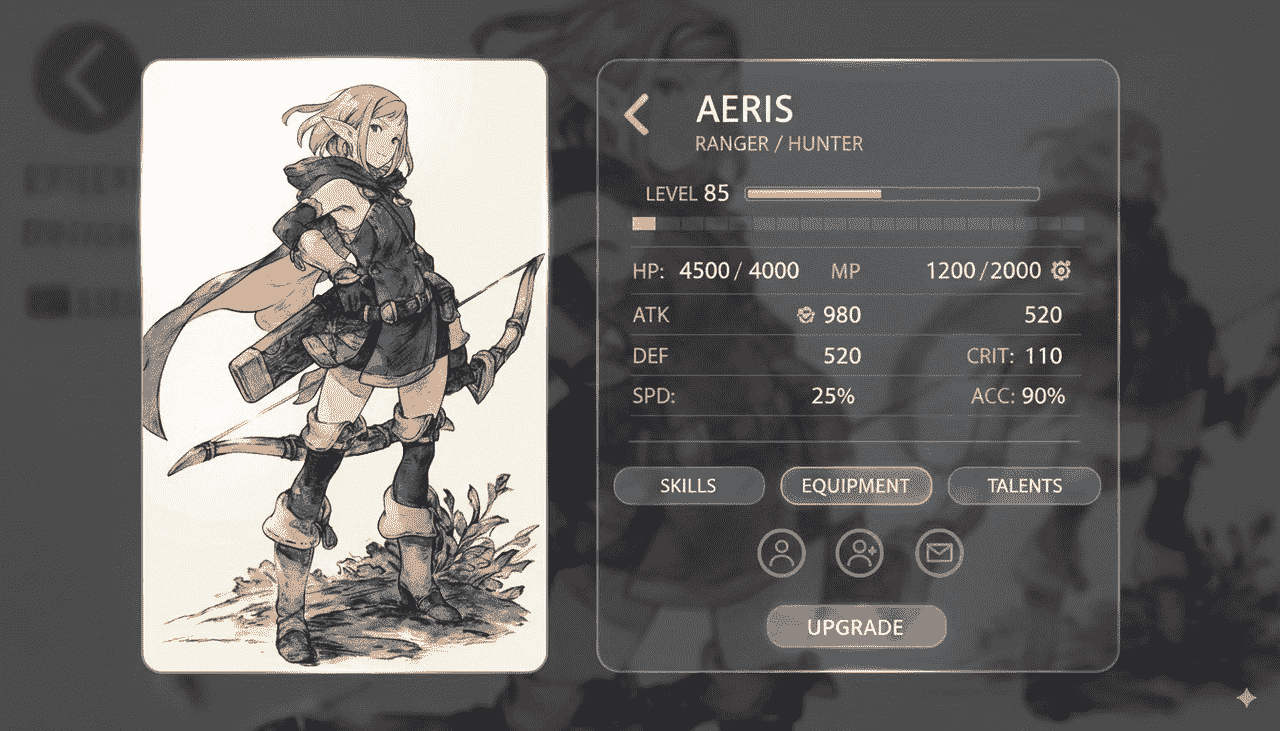 AERIS
RANGER / HUNTER
LEVEL 85
HP: 4500 / 4000 MP 1200/2000
ATK 980 520
DEF 520 CRIT: 110
SPD: 25% ACC: 90%
SKILLS EQUIPMENT TALENTS
UPGRADE